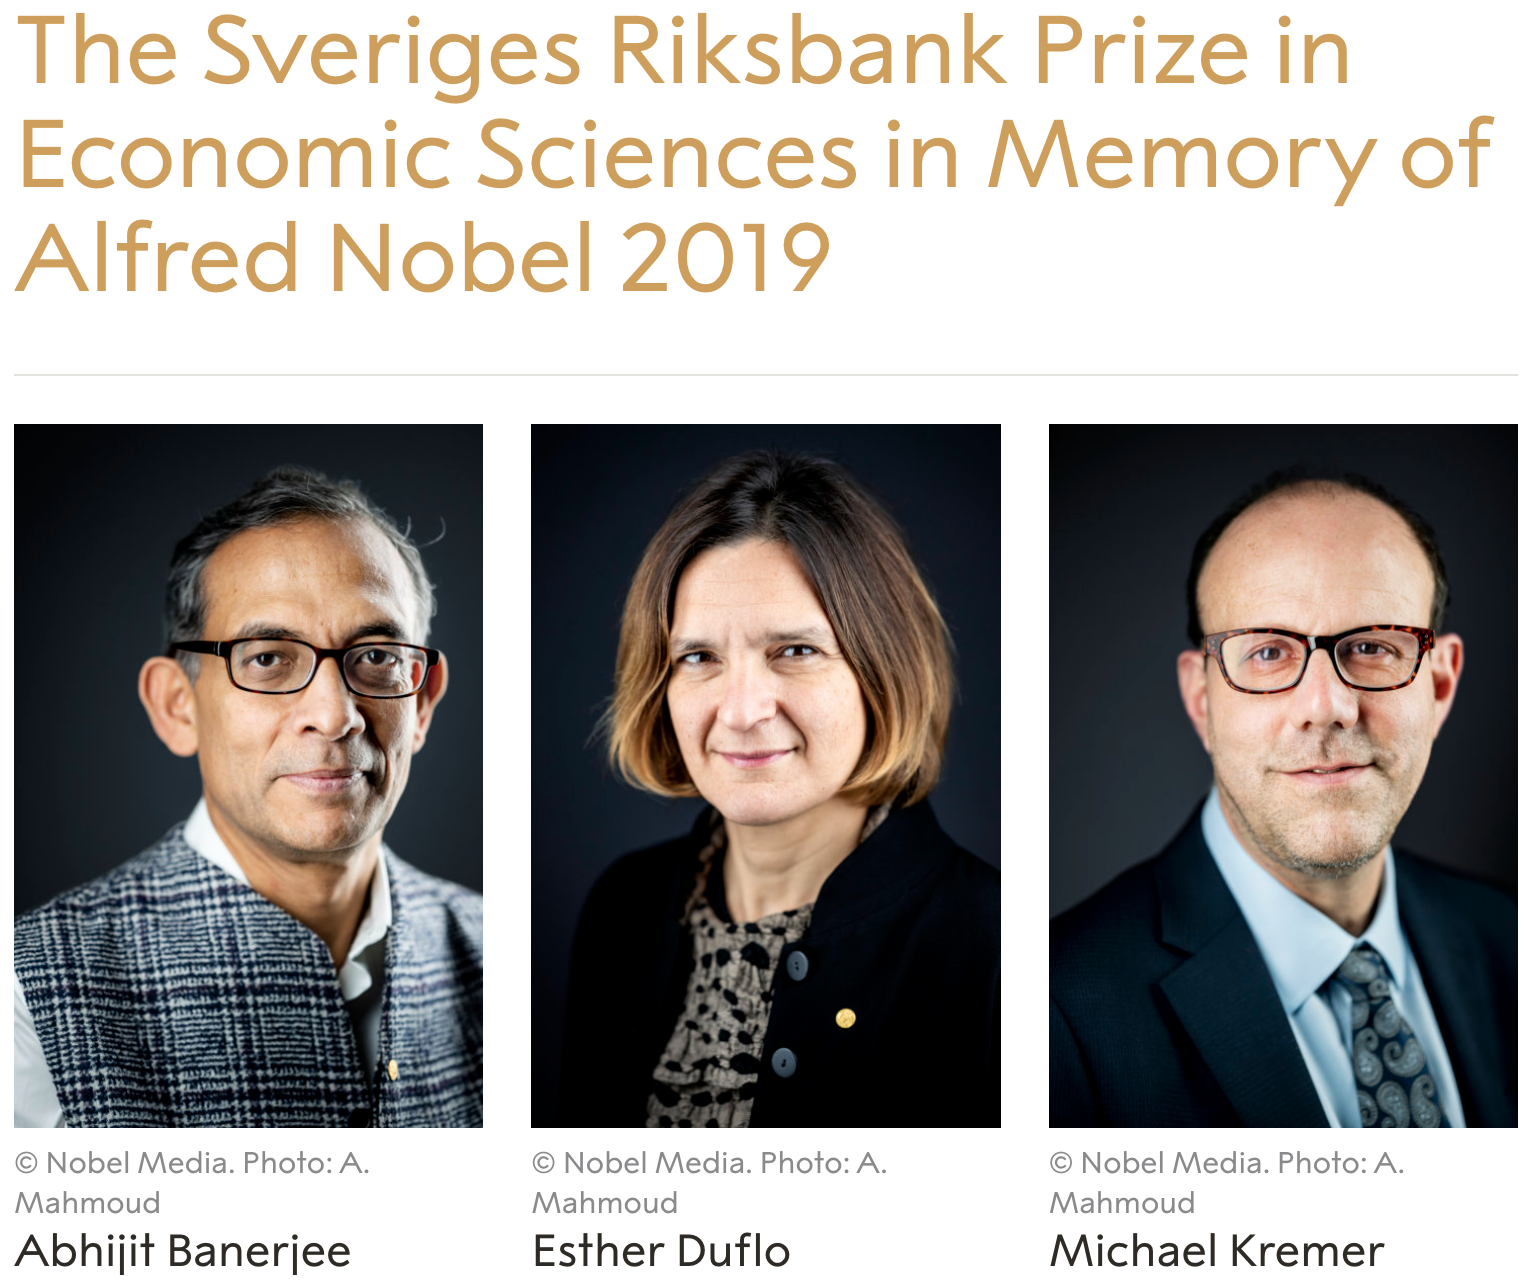 The Sveriges Riksbank Prize in
Economic Sciences in Memory of
Alfred Nobel 2019
© Nobel Media. Photo: A.
Mahmoud
Abhijit Banerjee
© Nobel Media. Photo: A.
Mahmoud
Esther Duflo
© Nobel Media. Photo: A.
Mahmoud
Michael Kremer